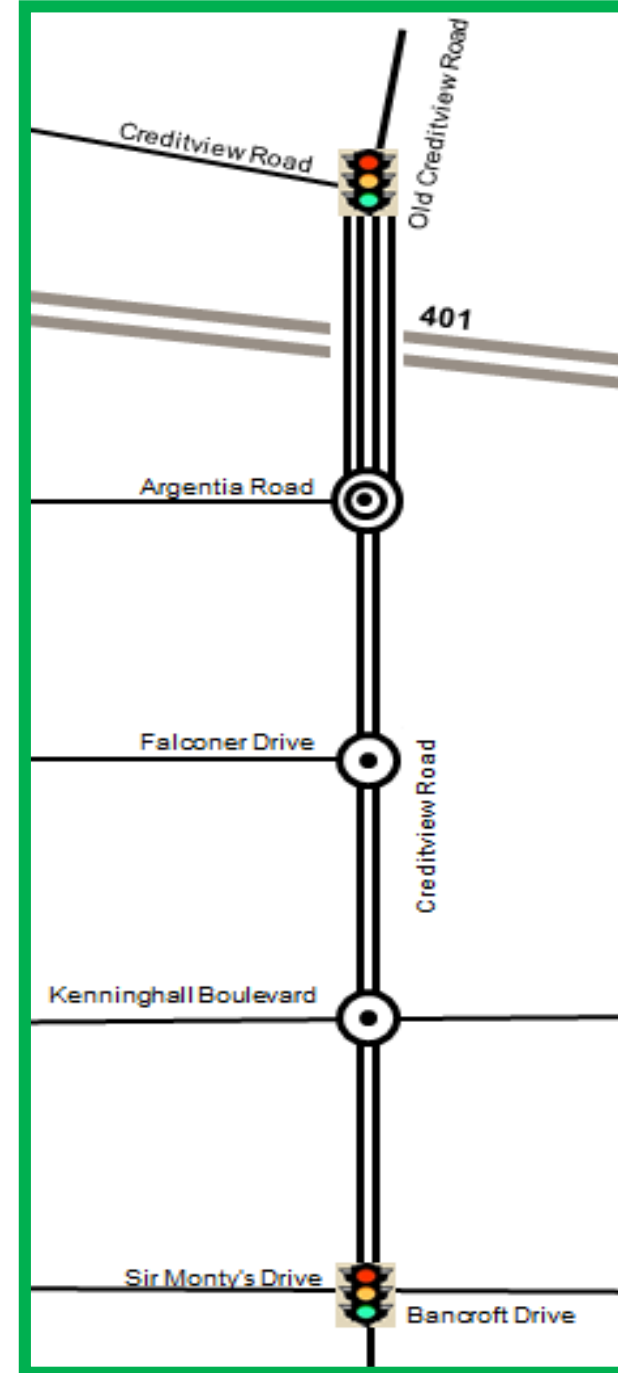 Old Creditview Road
Creditview Road
401
Argentia Road
Falconer Drive
Creditview Road
Kenninghall Boulevard
Sir Monty's Drive
Bancroft Drive